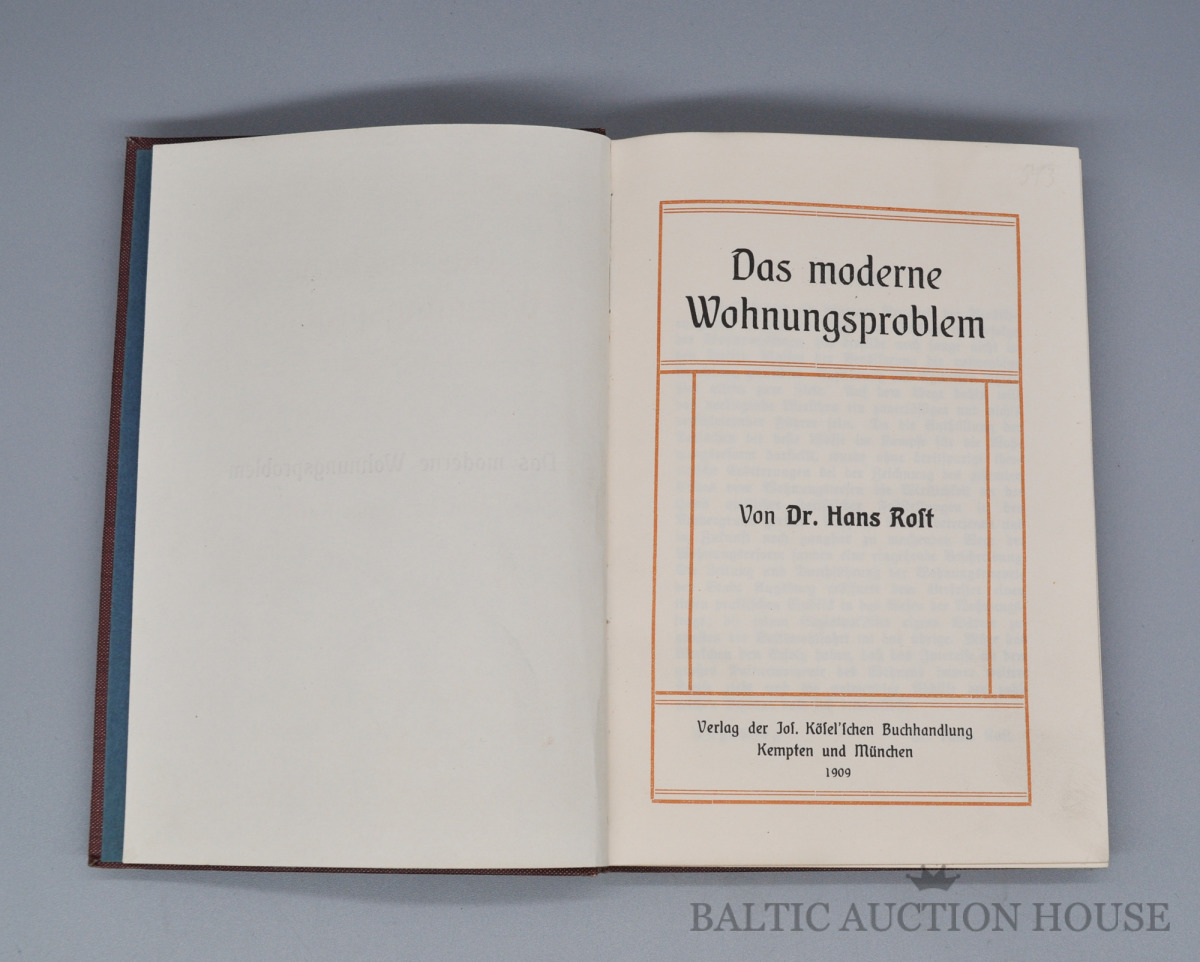 Das moderne
Wohnungsproblem
Von Dr. Hans Roſt
Verlag der Joſ. Köſel'ſchen Buchhandlung
Kempten und München
1909
BALTIC AUCTION HOUSE